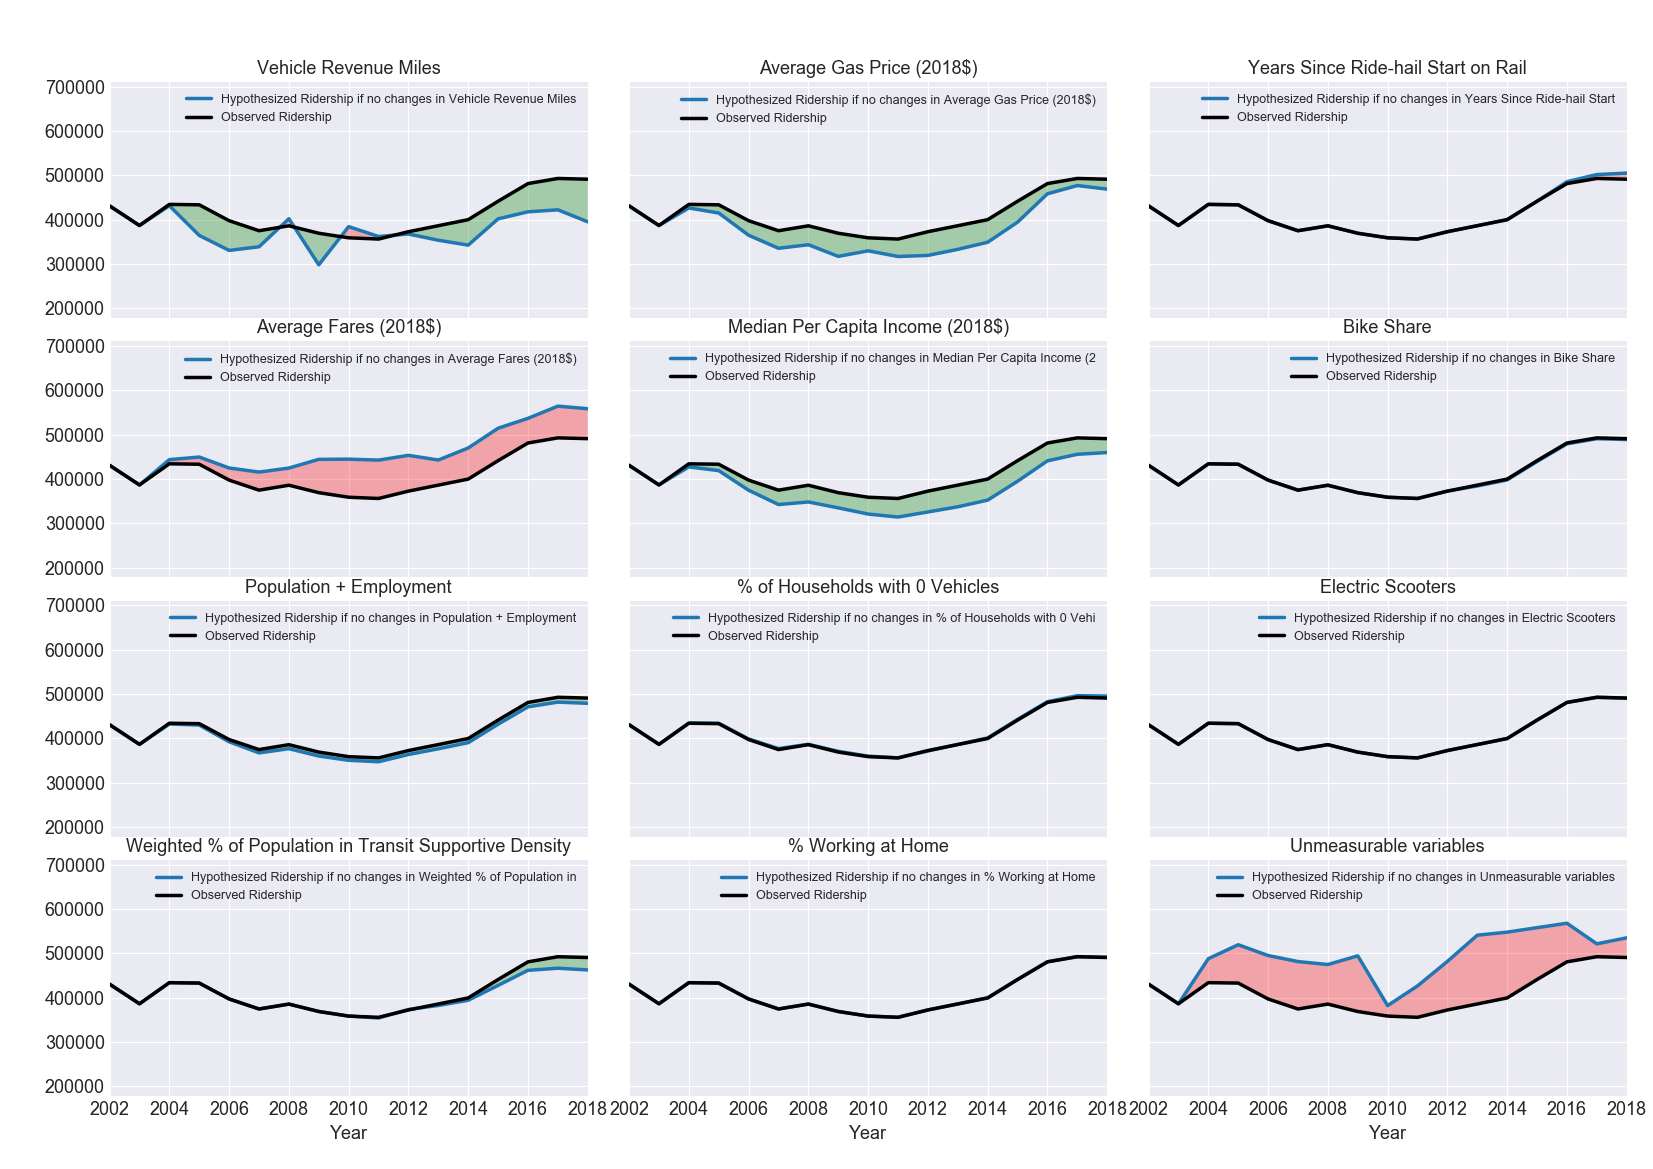 Vehicle Revenue Miles
700000
600000
500000
400000
300000
200000
Hypothesized Ridership if no changes in Vehicle Revenue Miles
Observed Ridership
Average Gas Price (2018$)
Hypothesized Ridership if no changes in Average Gas Price (2018$)
Observed Ridership
Years Since Ride-hail Start on Rail
Hypothesized Ridership if no changes in Years Since Ride-hail Start
Observed Ridership
Average Fares (2018$)
700000
600000
500000
400000
300000
200000
Hypothesized Ridership if no changes in Average Fares (2018$)
Observed Ridership
Median Per Capita Income (2018$)
Hypothesized Ridership if no changes in Median Per Capita Income (2
Observed Ridership
Bike Share
Hypothesized Ridership if no changes in Bike Share
Observed Ridership
Population + Employment
700000
600000
500000
400000
300000
200000
Hypothesized Ridership if no changes in Population + Employment
Observed Ridership
% of Households with 0 Vehicles
Hypothesized Ridership if no changes in % of Households with 0 Vehi
Observed Ridership
Electric Scooters
Hypothesized Ridership if no changes in Electric Scooters
Observed Ridership
Weighted % of Population in Transit Supportive Density
700000
600000
500000
400000
300000
200000
Hypothesized Ridership if no changes in Weighted % of Population in
Observed Ridership
2002 2004 2006 2008 2010 2012 2014 2016 2018
Year
% Working at Home
Hypothesized Ridership if no changes in % Working at Home
Observed Ridership
2002 2004 2006 2008 2010 2012 2014 2016 2018
Year
Unmeasurable variables
Hypothesized Ridership if no changes in Unmeasurable variables
Observed Ridership
2002 2004 2006 2008 2010 2012 2014 2016 2018
Year